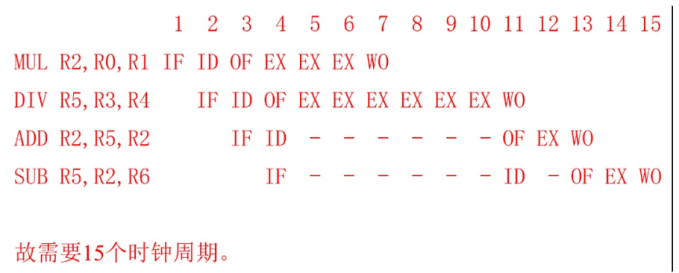 1 2 3 4 5 6 7 8 9 10 11 12 13 14 15
MUL R2, R0, R1 IF ID OF EX EX EX WO
DIV R5, R3, R4 IF ID OF EX EX EX EX EX EX WO
ADD R2, R5, R2 IF ID - - - - - - OF EX WO
SUB R5, R2, R6 IF - - - - - - ID - OF EX WO
故需要15个时钟周期。